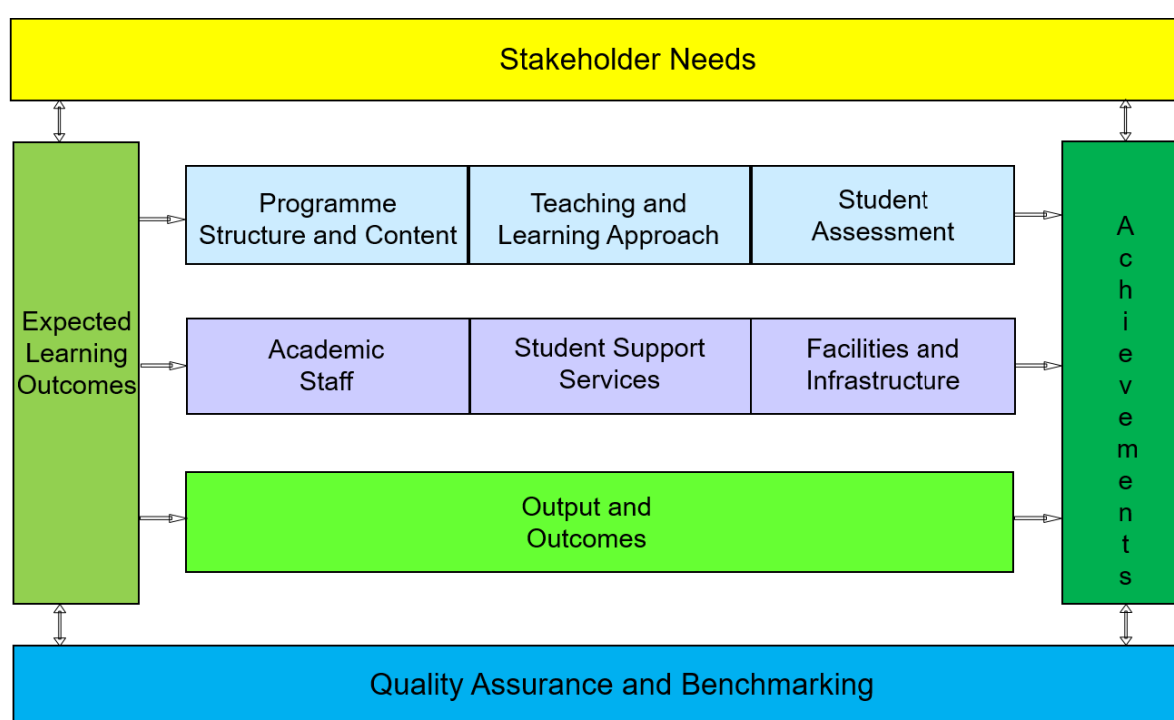 Stakeholder Needs
Expected
Learning
Outcomes
Programme
Structure and Content
Teaching and
Learning Approach
Student
Assessment
Academic
Staff
Student Support
Services
Facilities and
Infrastructure
Output and
Outcomes
Achievements
Quality Assurance and Benchmarking